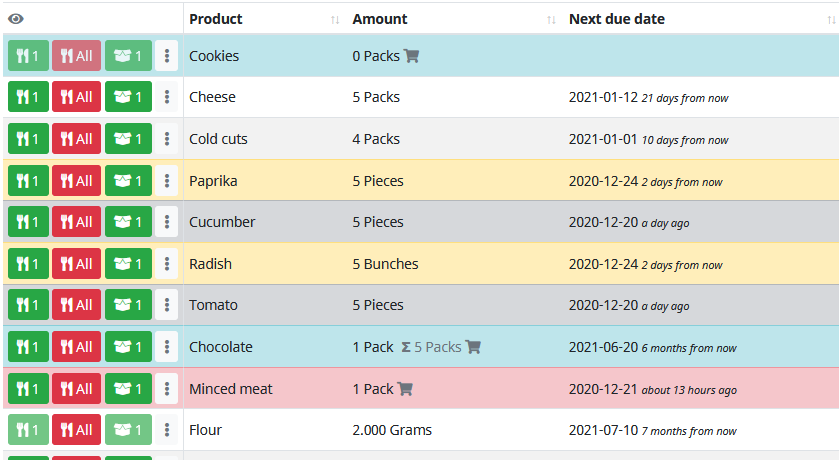 Product Amount Next due date
1 All 1 Cookies 0 Packs
1 All 1 Cheese 5 Packs 2021-01-12 21 days from now
1 All 1 Cold cuts 4 Packs 2021-01-01 10 days from now
1 All 1 Paprika 5 Pieces 2020-12-24 2 days from now
1 All 1 Cucumber 5 Pieces 2020-12-20 a day ago
1 All 1 Radish 5 Bunches 2020-12-24 2 days from now
1 All 1 Tomato 5 Pieces 2020-12-20 a day ago
1 All 1 Chocolate 1 Pack Σ 5 Packs 2021-06-20 6 months from now
1 All 1 Minced meat 1 Pack 2020-12-21 about 13 hours ago
1 All 1 Flour 2.000 Grams 2021-07-10 7 months from now